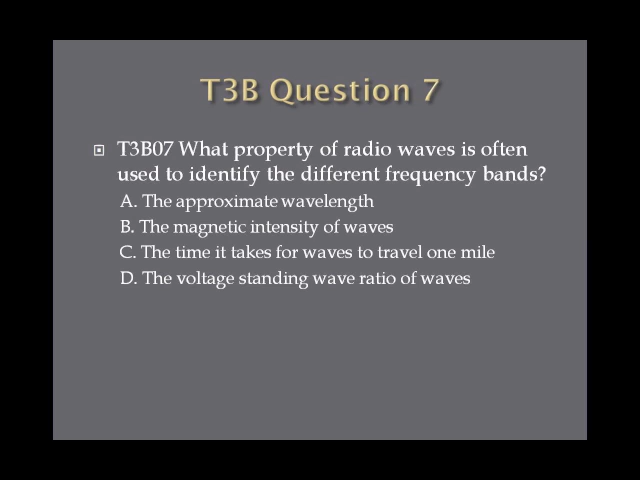 T3B Question 7
T3B07 What property of radio waves is often
used to identify the different frequency bands?
A. The approximate wavelength
B. The magnetic intensity of waves
C. The time it takes for waves to travel one mile
D. The voltage standing wave ratio of waves